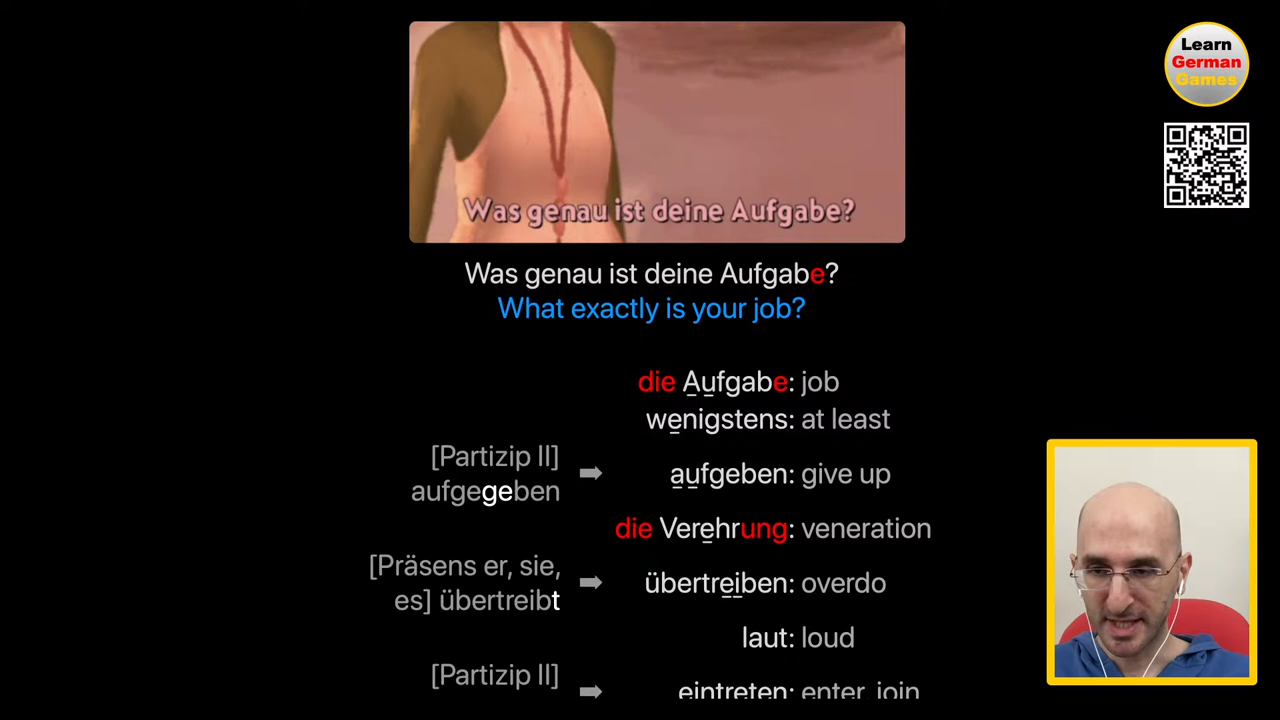 Learn
German
Games
Was genau ist deine Aufgabe?
Was genau ist deine Aufgabe?
What exactly is your job?
die Aufgabe: job
wenigstens: at least
[Partizip II]
aufgegeben
➡ aufgeben: give up
die Verehrung: veneration
[Präsens er, sie,
es] übertreibt
➡ übertreiben: overdo
laut: loud
[Partizip II]
➡ eintreten: enter, join